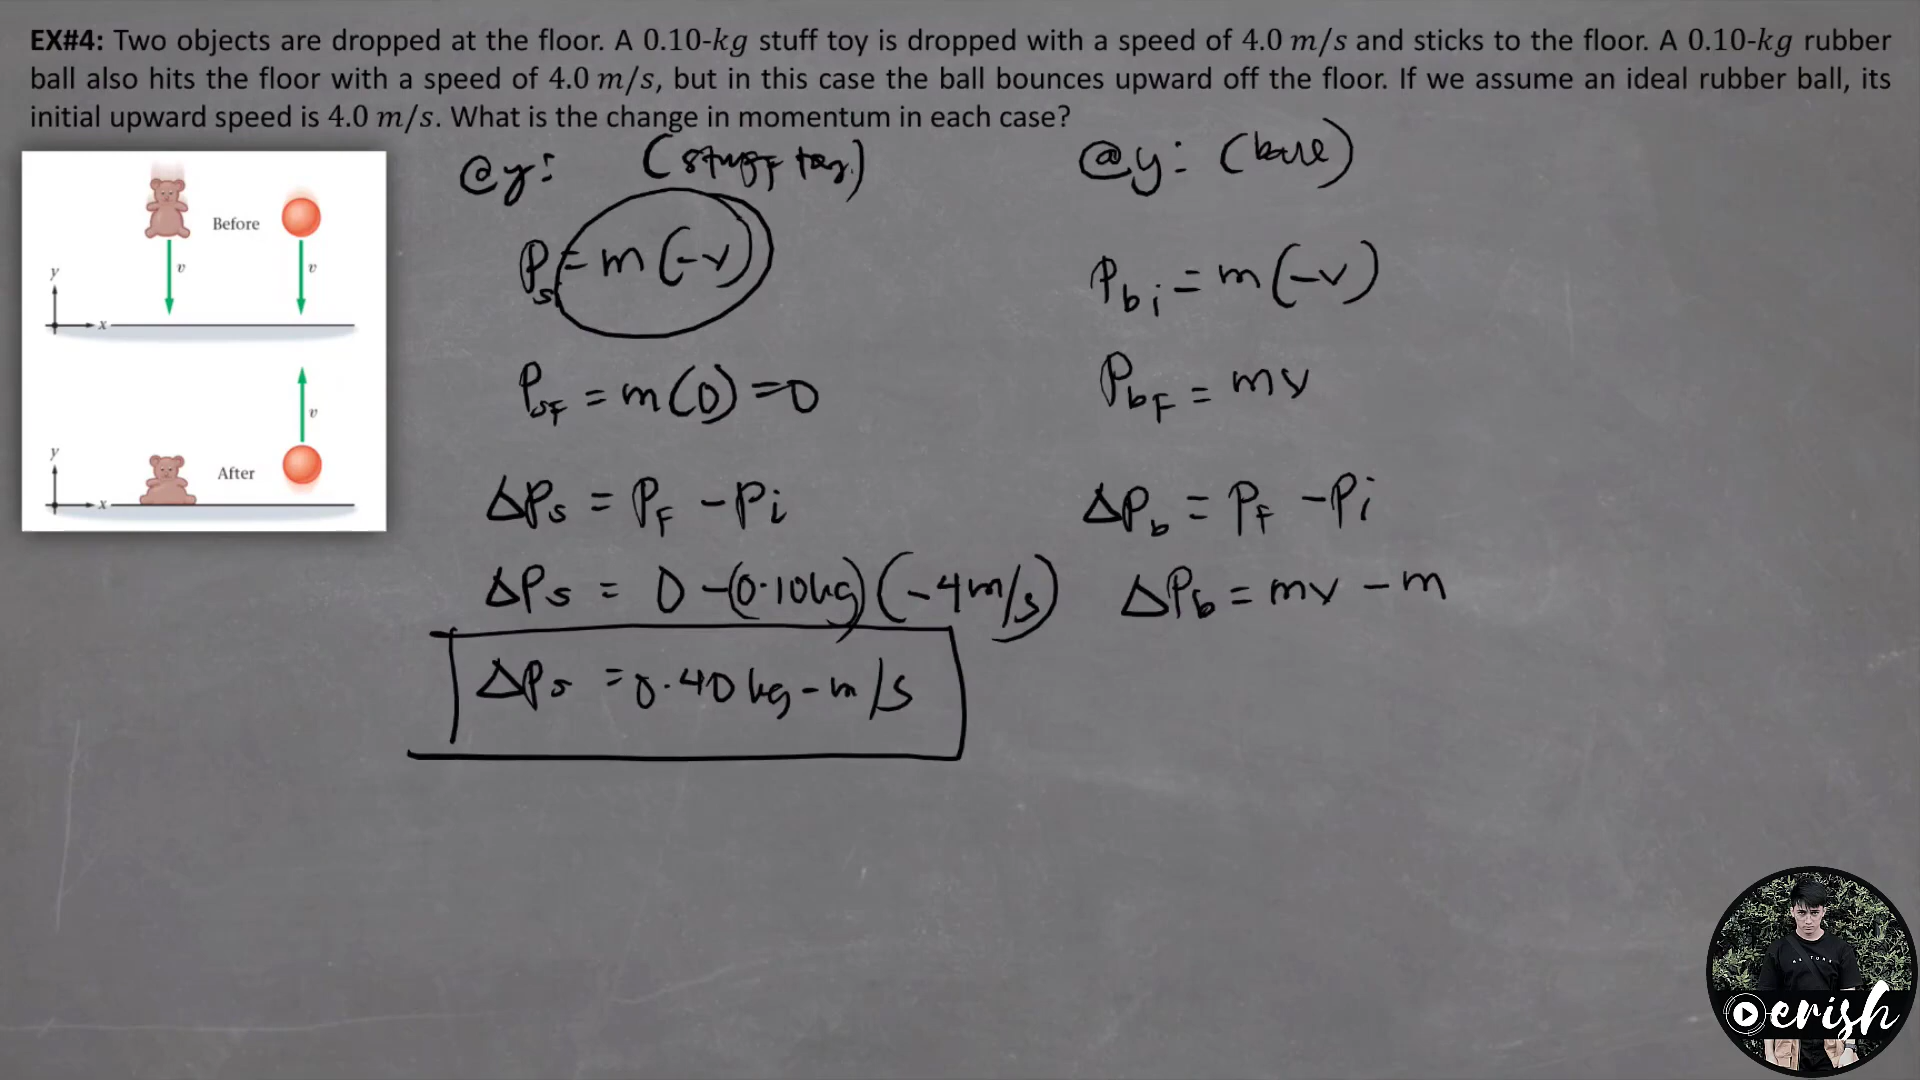 EX#4: Two objects are dropped at the floor. A 0.10-kg stuff toy is dropped with a speed of 4.0 m/s and sticks to the floor. A 0.10-kg rubber
ball also hits the floor with a speed of 4.0 m/s, but in this case the ball bounces upward off the floor. If we assume an ideal rubber ball, its
initial upward speed is 4.0 m/s. What is the change in momentum in each case?
Before
v
v
y
x
v
y
After
x
@y: (stuff toy)
Ps = m(-v)
PsF = m(0) = 0
ΔPs = PF - Pi
ΔPs = 0 - (0.10kg)(-4m/s)
ΔPs = 0.40 kg-m/s
@y: (ball)
Pbi = m(-v)
PbF = mv
ΔPb = PF - Pi
ΔPb = mv - m
erish